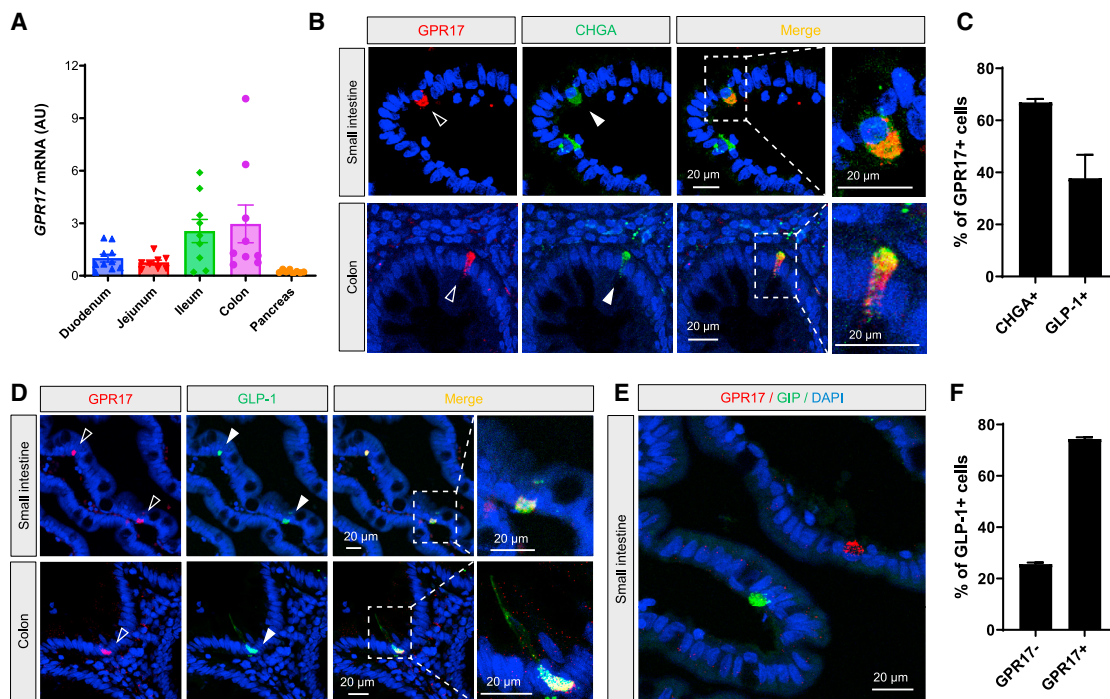 A
GPR17 mRNA (AU)
12
9
6
3
0
Duodenum
Jejunum
Ileum
Colon
Pancreas
B
GPR17
CHGA
Merge
Small intestine
20 µm
20 µm
Colon
20 µm
20 µm
C
% of GPR17+ cells
80
60
40
20
0
CHGA+
GLP-1+
D
GPR17
GLP-1
Merge
Small intestine
20 µm
20 µm
Colon
20 µm
20 µm
E
GPR17 / GIP / DAPI
Small intestine
20 µm
F
% of GLP-1+ cells
80
60
40
20
0
GPR17-
GPR17+